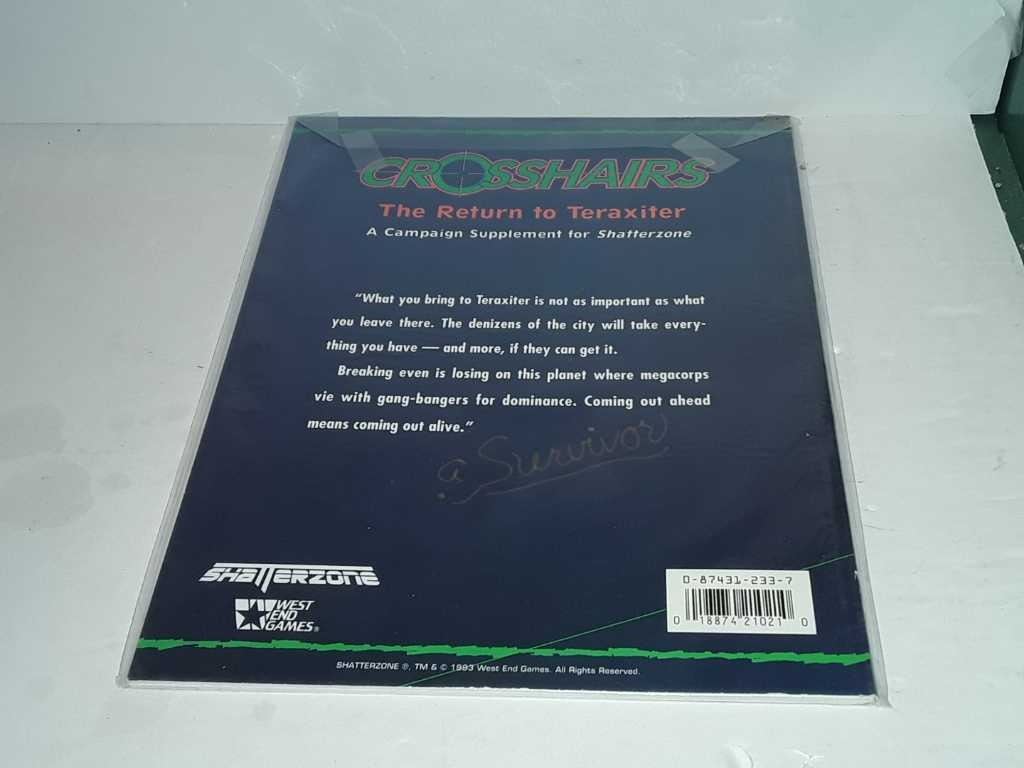 CROSSHAIRS
The Return to Teraxiter
A Campaign Supplement for Shatterzone
“What you bring to Teraxiter is not as important as what
you leave there. The denizens of the city will take every-
thing you have — and more, if they can get it.
Breaking even is losing on this planet where megacorps
vie with gang-bangers for dominance. Coming out ahead
means coming out alive.”
a Survivor
SHATTERZONE
WEST
END
GAMES®
0-87431-233-7
0 18874 21021 0
SHATTERZONE ®, TM & © 1993 West End Games. All Rights Reserved.